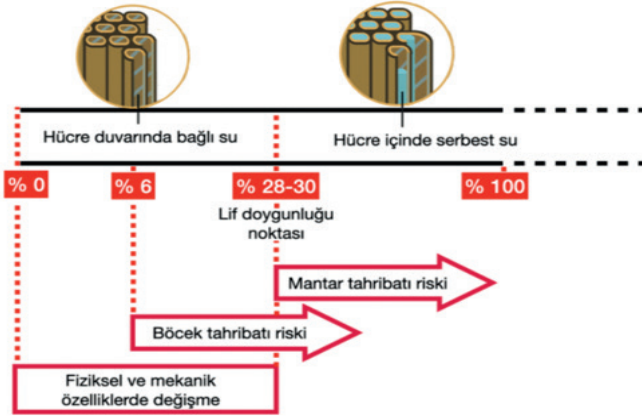 Hücre duvarında bağlı su
Hücre içinde serbest su
% 0
% 6
% 28-30
% 100
Lif doygunluğu
noktası
Mantar tahribatı riski
Böcek tahribatı riski
Fiziksel ve mekanik
özelliklerde değişme